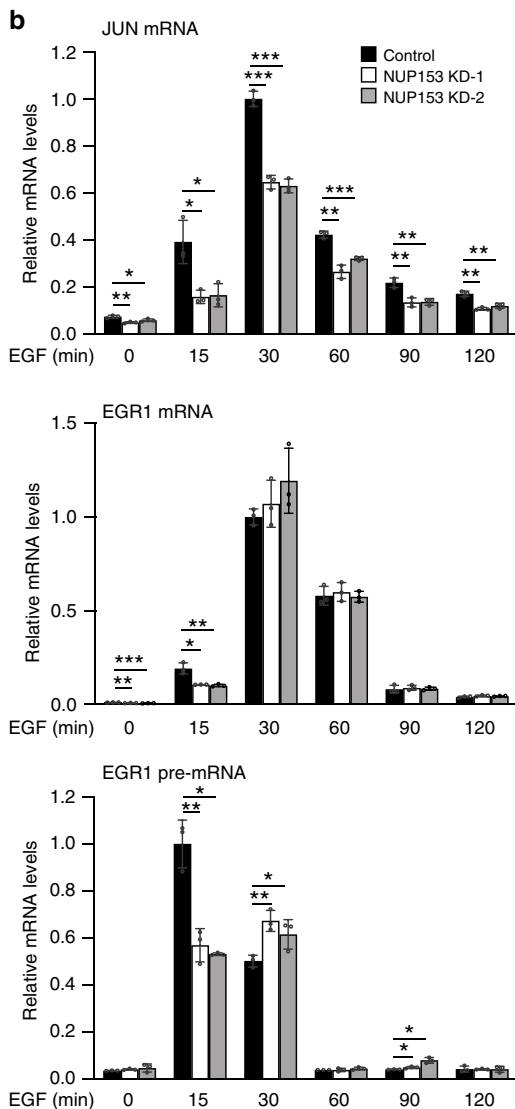 b
JUN mRNA
Control
NUP153 KD-1
NUP153 KD-2
Relative mRNA levels
1.2
1.0
0.8
0.6
0.4
0.2
0.0
** *
* *
*** ***
** ***
** **
** **
EGF (min) 0 15 30 60 90 120
EGR1 mRNA
Relative mRNA levels
1.5
1.0
0.5
0.0
** ***
* **
EGF (min) 0 15 30 60 90 120
EGR1 pre-mRNA
Relative mRNA levels
1.2
1.0
0.8
0.6
0.4
0.2
0.0
** *
** *
* *
EGF (min) 0 15 30 60 90 120